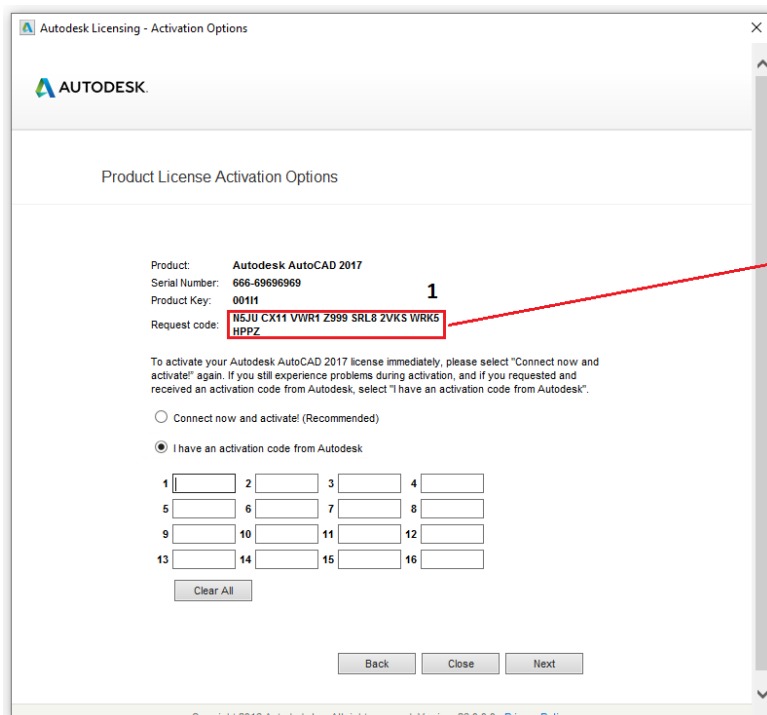 Autodesk Licensing - Activation Options
AUTODESK.
Product License Activation Options
Product: Autodesk AutoCAD 2017
Serial Number: 666-69696969
1
Product Key: 001I1
Request code: N5JU CX11 VWR1 Z999 SRL8 2VKS WRK5
HPPZ
To activate your Autodesk AutoCAD 2017 license immediately, please select "Connect now and
activate!" again. If you still experience problems during activation, and if you requested and
received an activation code from Autodesk, select "I have an activation code from Autodesk".
Connect now and activate! (Recommended)
I have an activation code from Autodesk
1 2 3 4
5 6 7 8
9 10 11 12
13 14 15 16
Clear All
Back Close Next